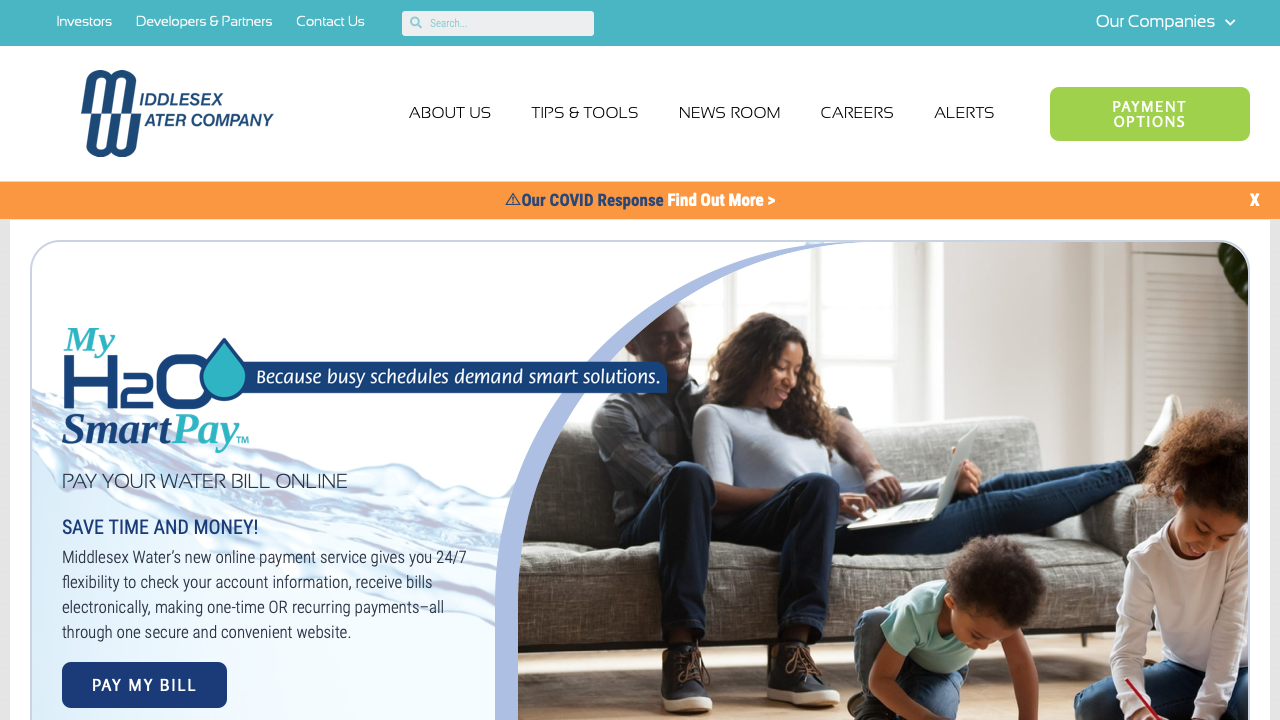 Investors Developers & Partners Contact Us Search... Our Companies
MIDDLESEX
WATER COMPANY
ABOUT US TIPS & TOOLS NEWS ROOM CAREERS ALERTS
PAYMENT
OPTIONS
⚠Our COVID Response Find Out More > X
My
H2O
Because busy schedules demand smart solutions.
SmartPay™
PAY YOUR WATER BILL ONLINE
SAVE TIME AND MONEY!
Middlesex Water’s new online payment service gives you 24/7
flexibility to check your account information, receive bills
electronically, making one-time OR recurring payments–all
through one secure and convenient website.
PAY MY BILL